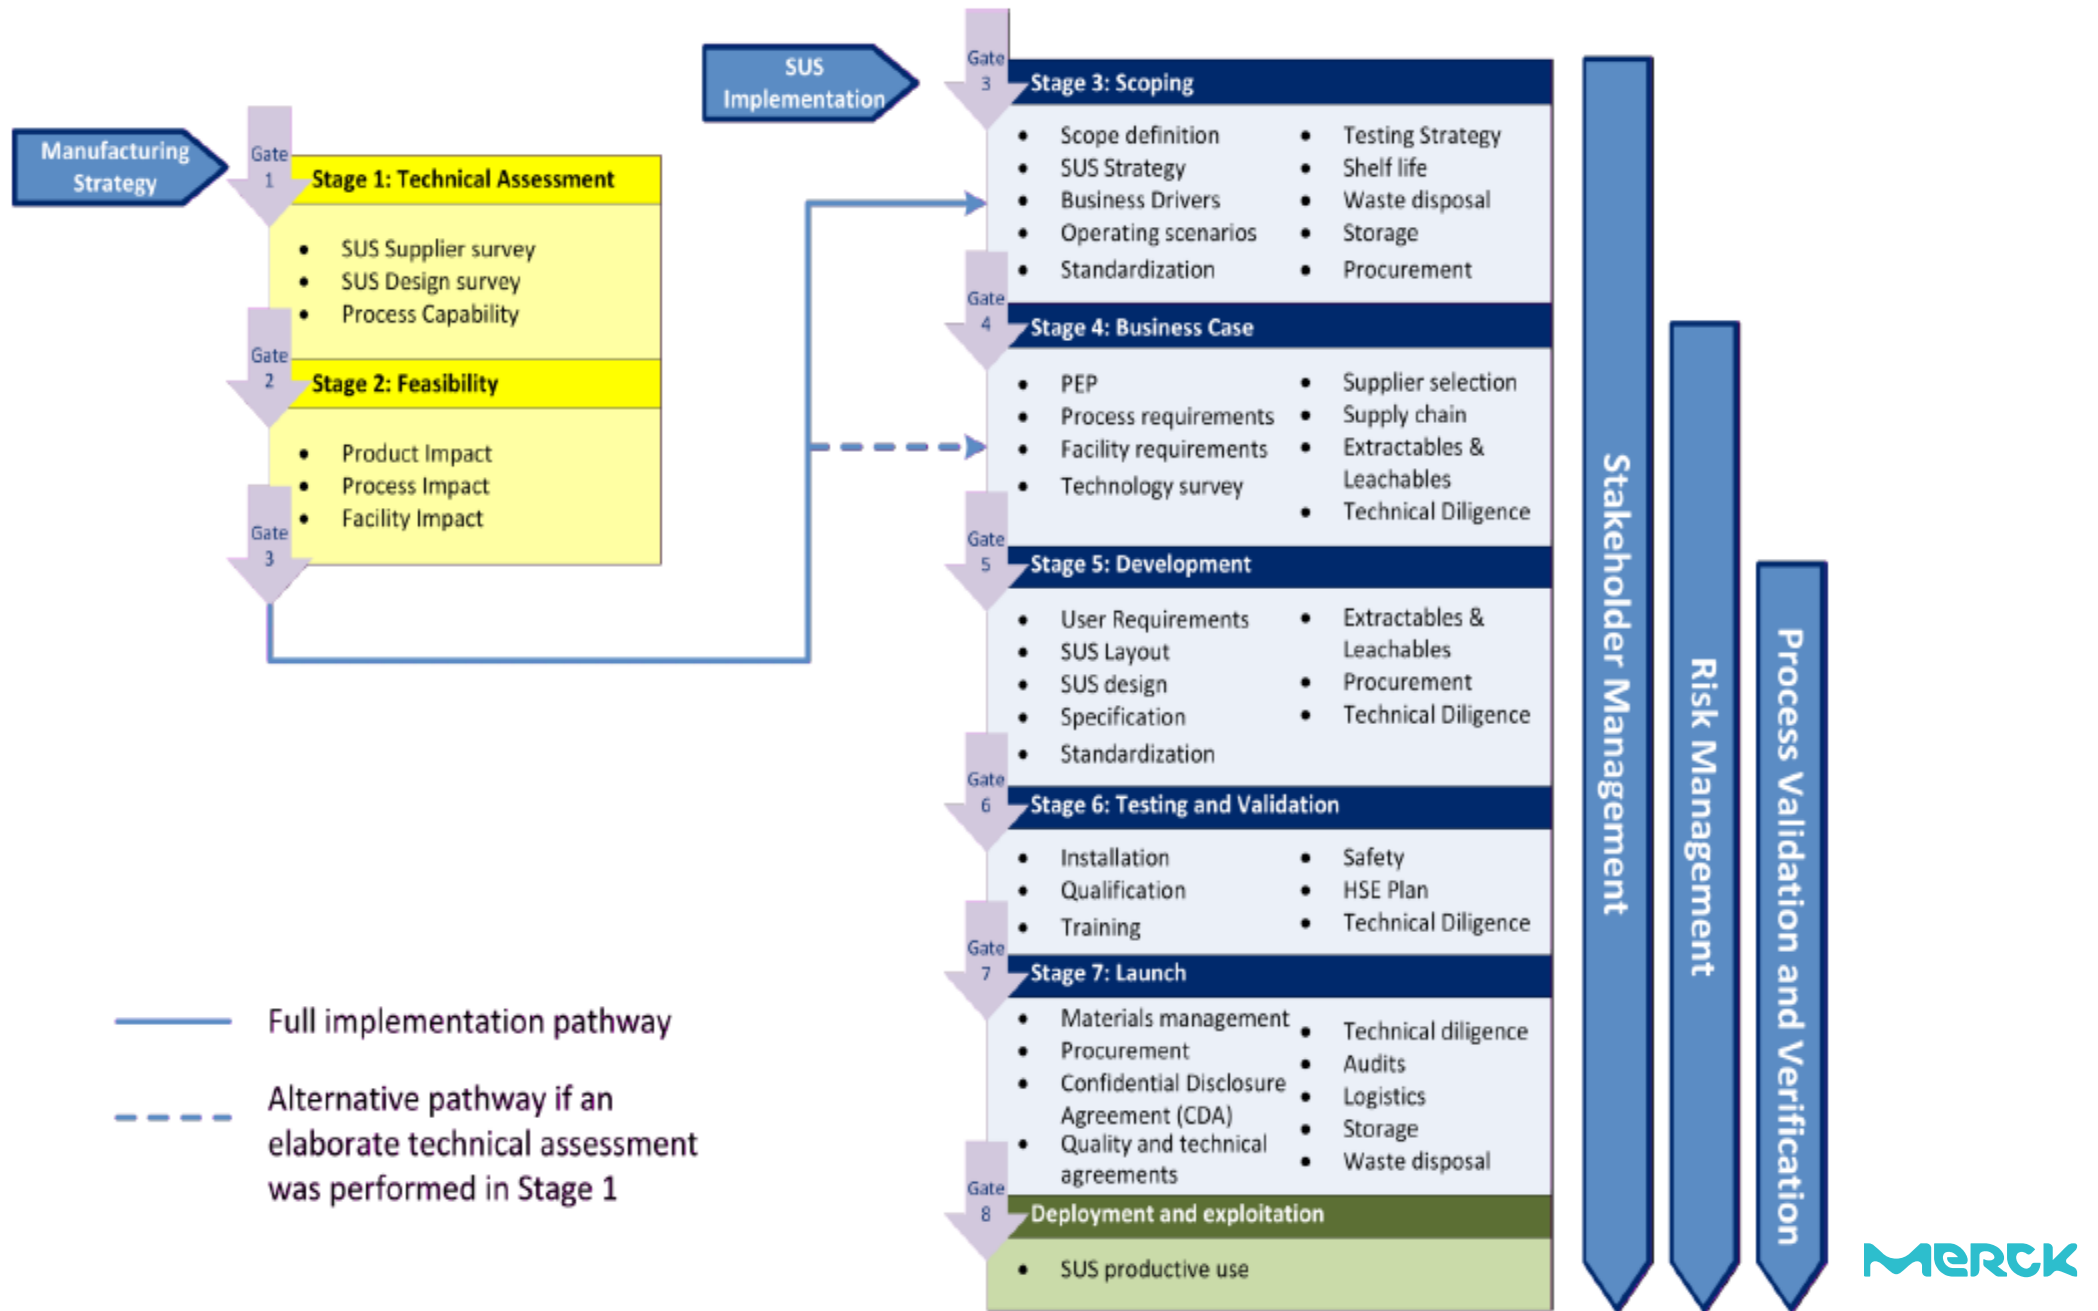 Manufacturing
Strategy
Gate
1
Stage 1: Technical Assessment
• SUS Supplier survey
• SUS Design survey
• Process Capability
Gate
2
Stage 2: Feasibility
• Product Impact
• Process Impact
• Facility Impact
Gate
3
SUS
Implementation
Gate
3
Stage 3: Scoping
• Scope definition
• SUS Strategy
• Business Drivers
• Operating scenarios
• Standardization
• Testing Strategy
• Shelf life
• Waste disposal
• Storage
• Procurement
Gate
4
Stage 4: Business Case
• PEP
• Process requirements
• Facility requirements
• Technology survey
• Supplier selection
• Supply chain
• Extractables &
Leachables
• Technical Diligence
Gate
5
Stage 5: Development
• User Requirements
• SUS Layout
• SUS design
• Specification
• Standardization
• Extractables &
Leachables
• Procurement
• Technical Diligence
Gate
6
Stage 6: Testing and Validation
• Installation
• Qualification
• Training
• Safety
• HSE Plan
• Technical Diligence
Gate
7
Stage 7: Launch
• Materials management
• Procurement
• Confidential Disclosure
Agreement (CDA)
• Quality and technical
agreements
• Technical diligence
• Audits
• Logistics
• Storage
• Waste disposal
Gate
8
Deployment and exploitation
• SUS productive use
Stakeholder Management
Risk Management
Process Validation and Verification
Full implementation pathway
Alternative pathway if an
elaborate technical assessment
was performed in Stage 1
MERCK